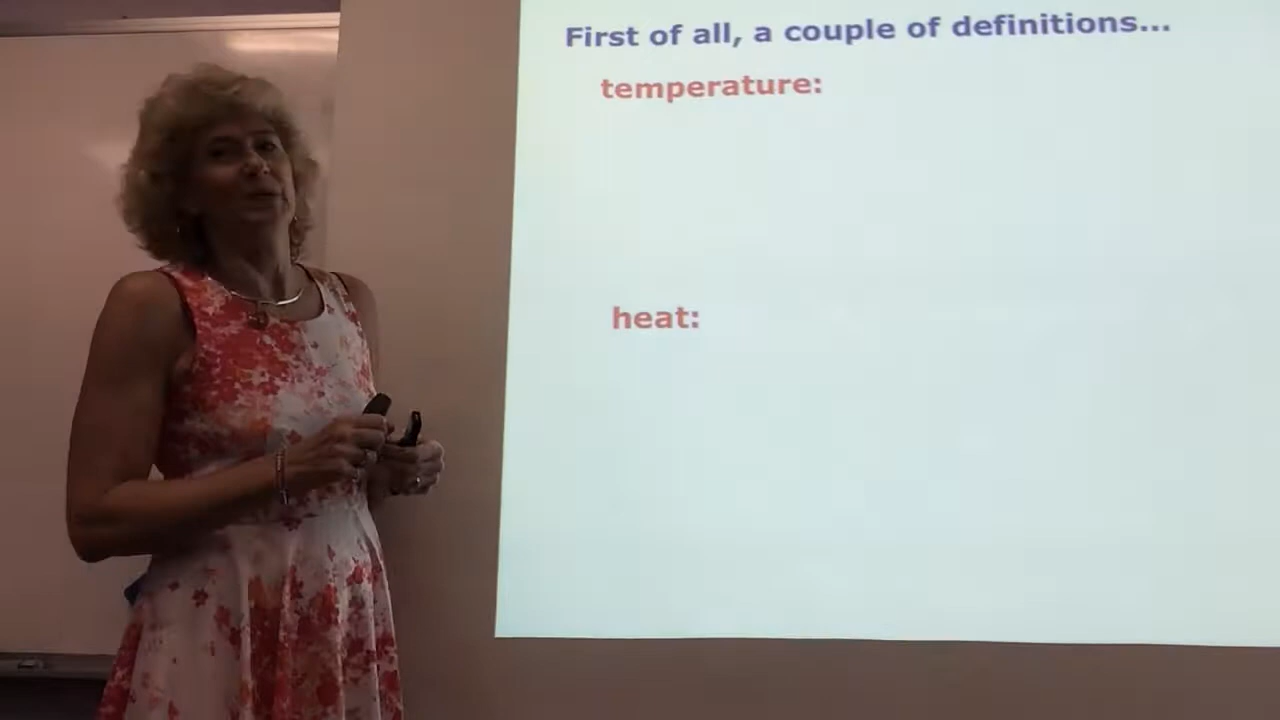 First of all, a couple of definitions...
temperature:
heat: